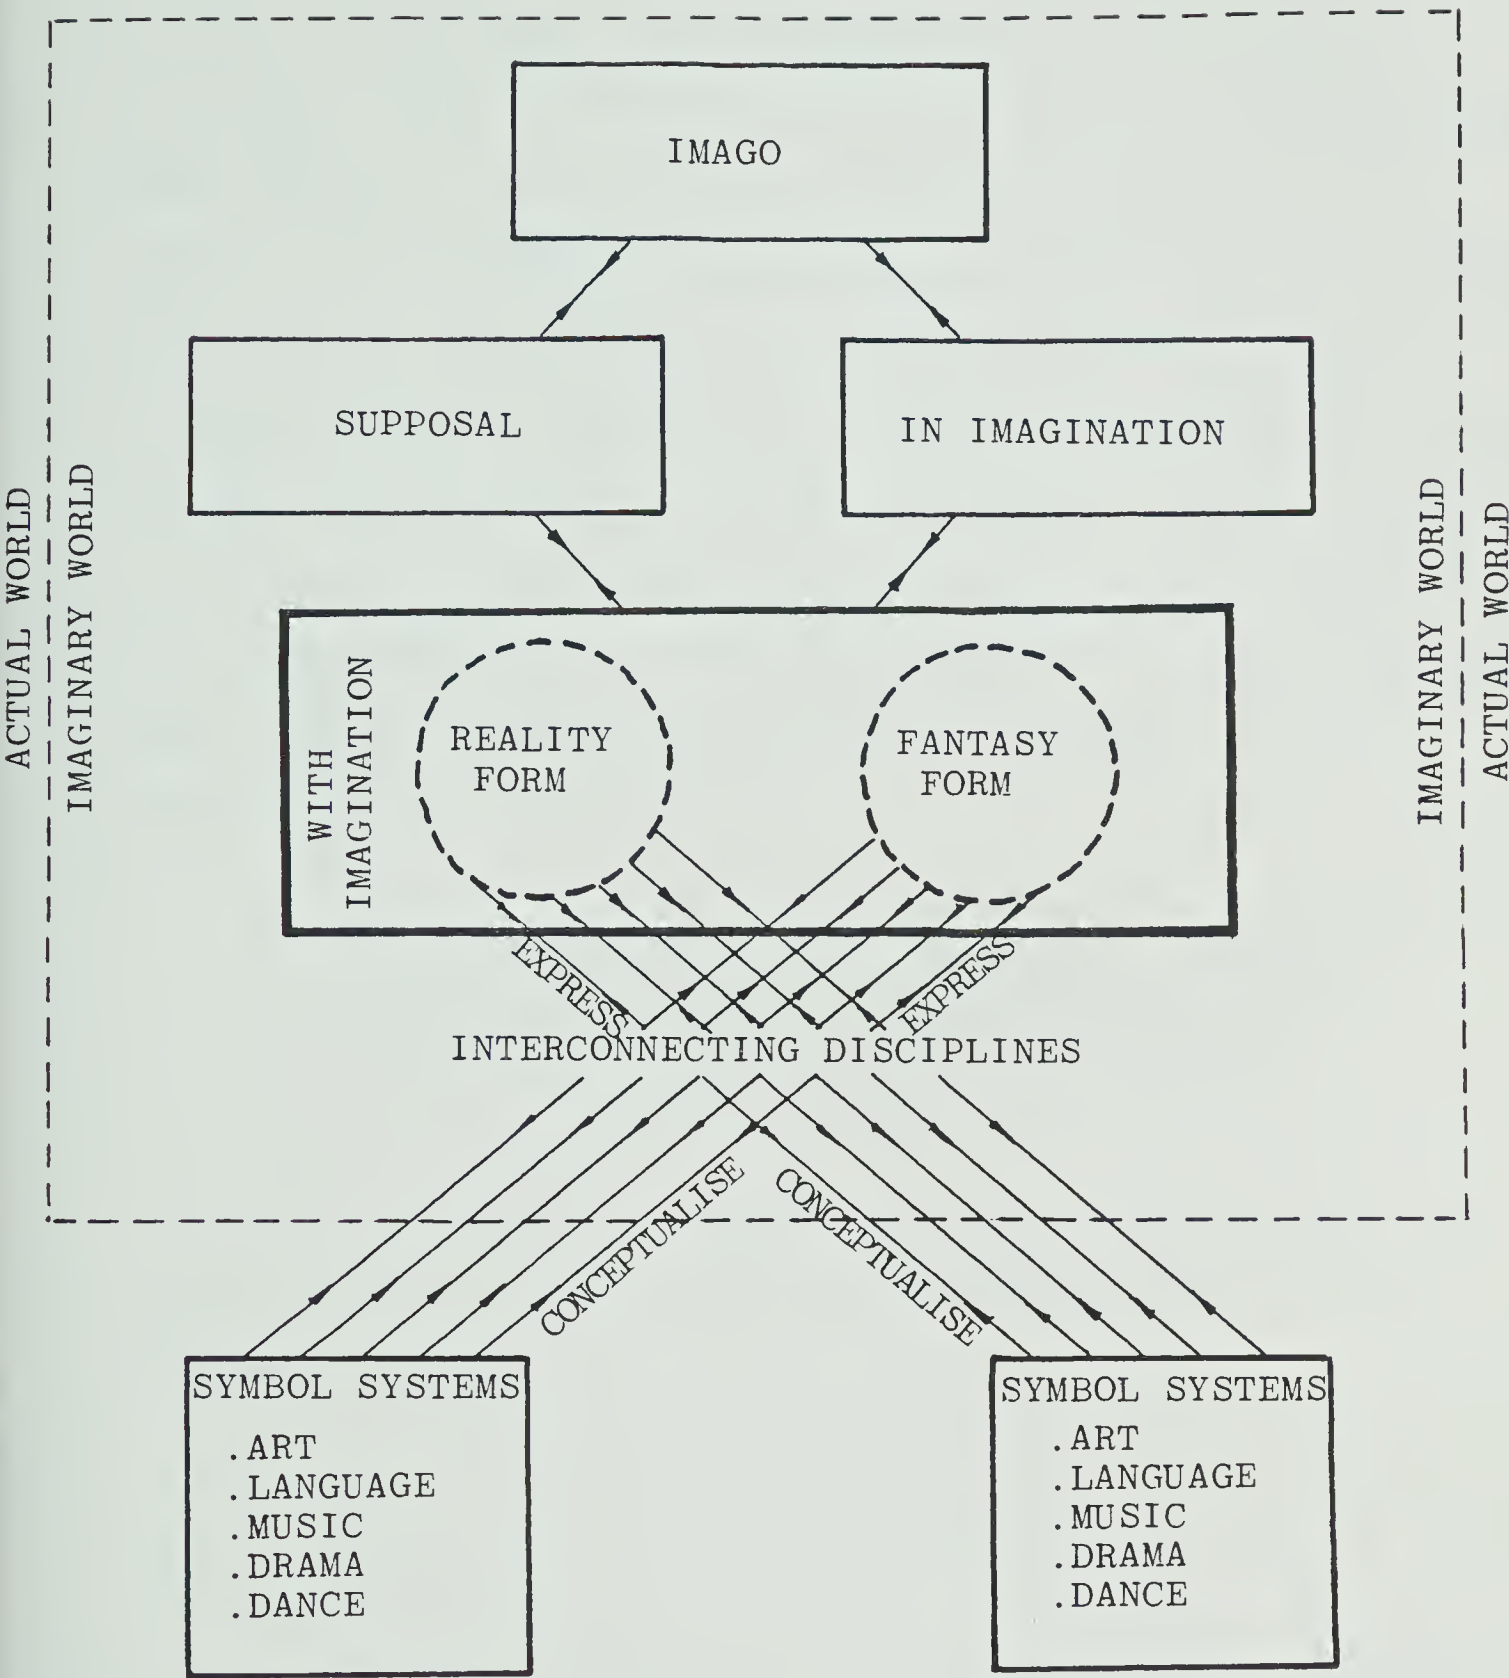 IMAGO
SUPPOSAL
IN IMAGINATION
ACTUAL WORLD
IMAGINARY WORLD
IMAGINARY WORLD
ACTUAL WORLD
WITH
IMAGINATION
REALITY
FORM
FANTASY
FORM
EXPRESS
EXPRESS
INTERCONNECTING DISCIPLINES
CONCEPTUALISE
CONCEPTUALISE
SYMBOL SYSTEMS
.ART
.LANGUAGE
.MUSIC
.DRAMA
.DANCE
SYMBOL SYSTEMS
.ART
.LANGUAGE
.MUSIC
.DRAMA
.DANCE